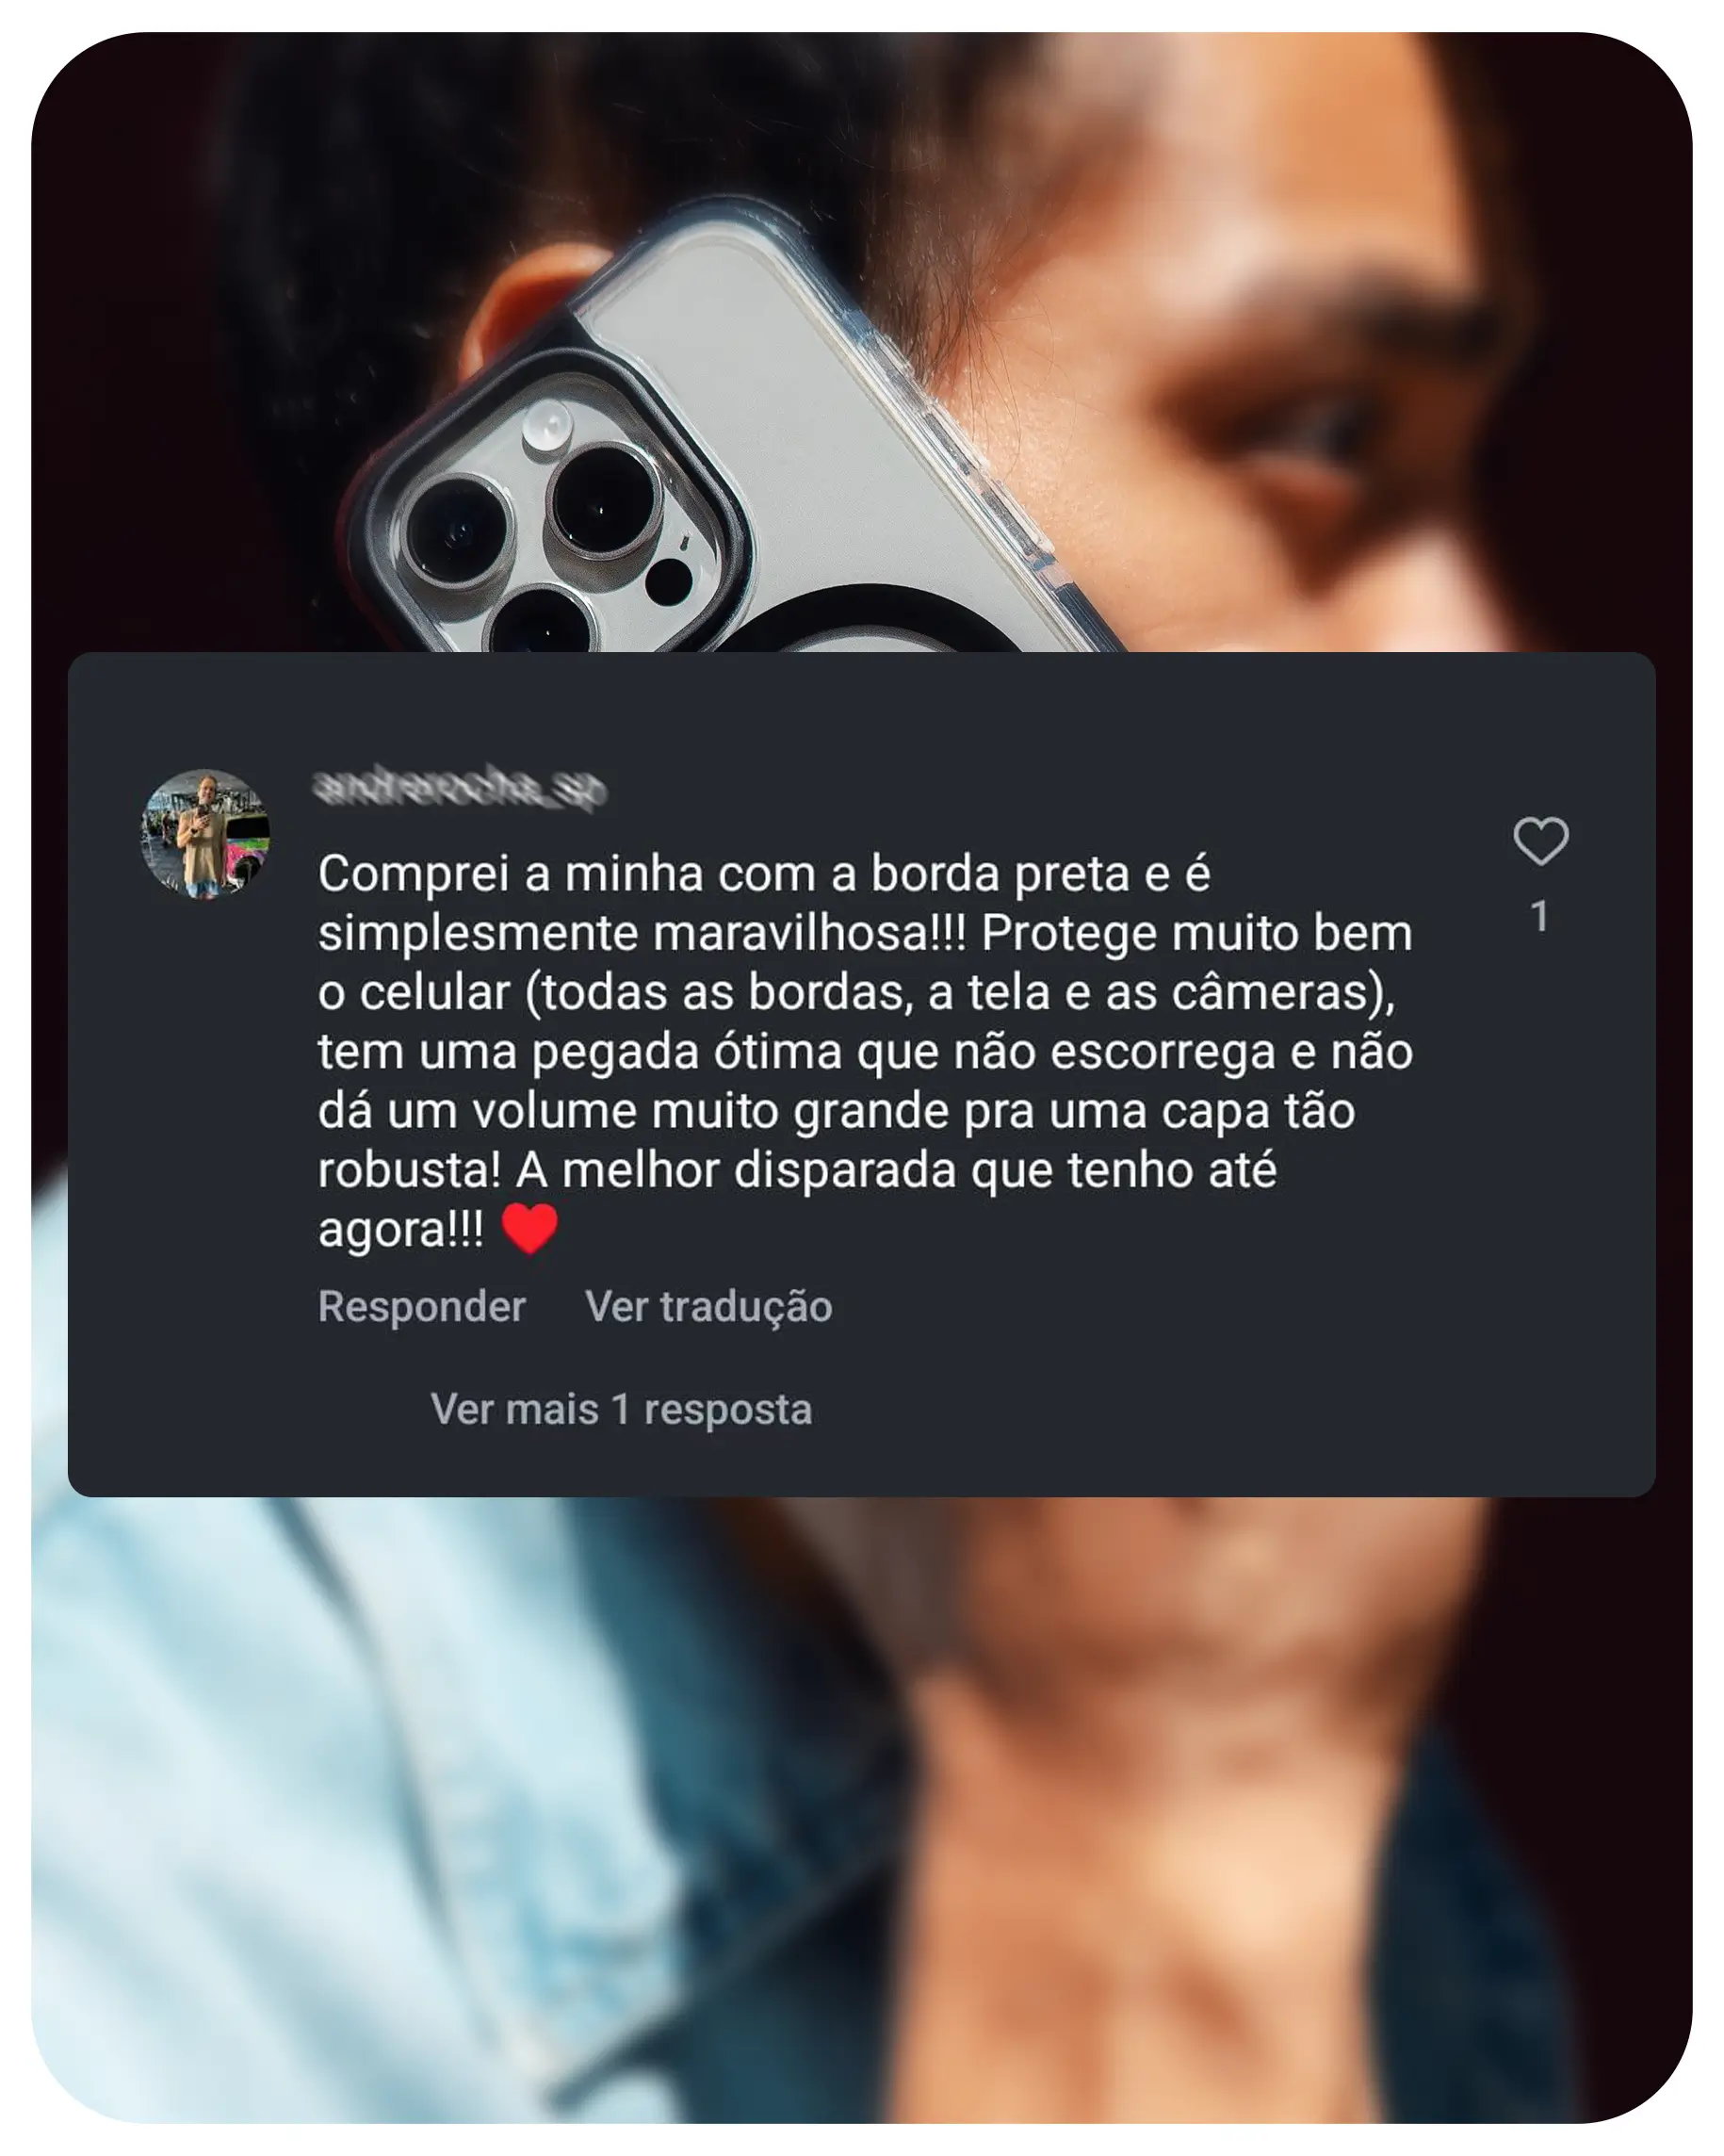 Comprei a minha com a borda preta e é
simplesmente maravilhosa!!! Protege muito bem
o celular (todas as bordas, a tela e as câmeras),
tem uma pegada ótima que não escorrega e não
dá um volume muito grande pra uma capa tão
robusta! A melhor disparada que tenho até
agora!!! ❤️
1
Responder Ver tradução
Ver mais 1 resposta